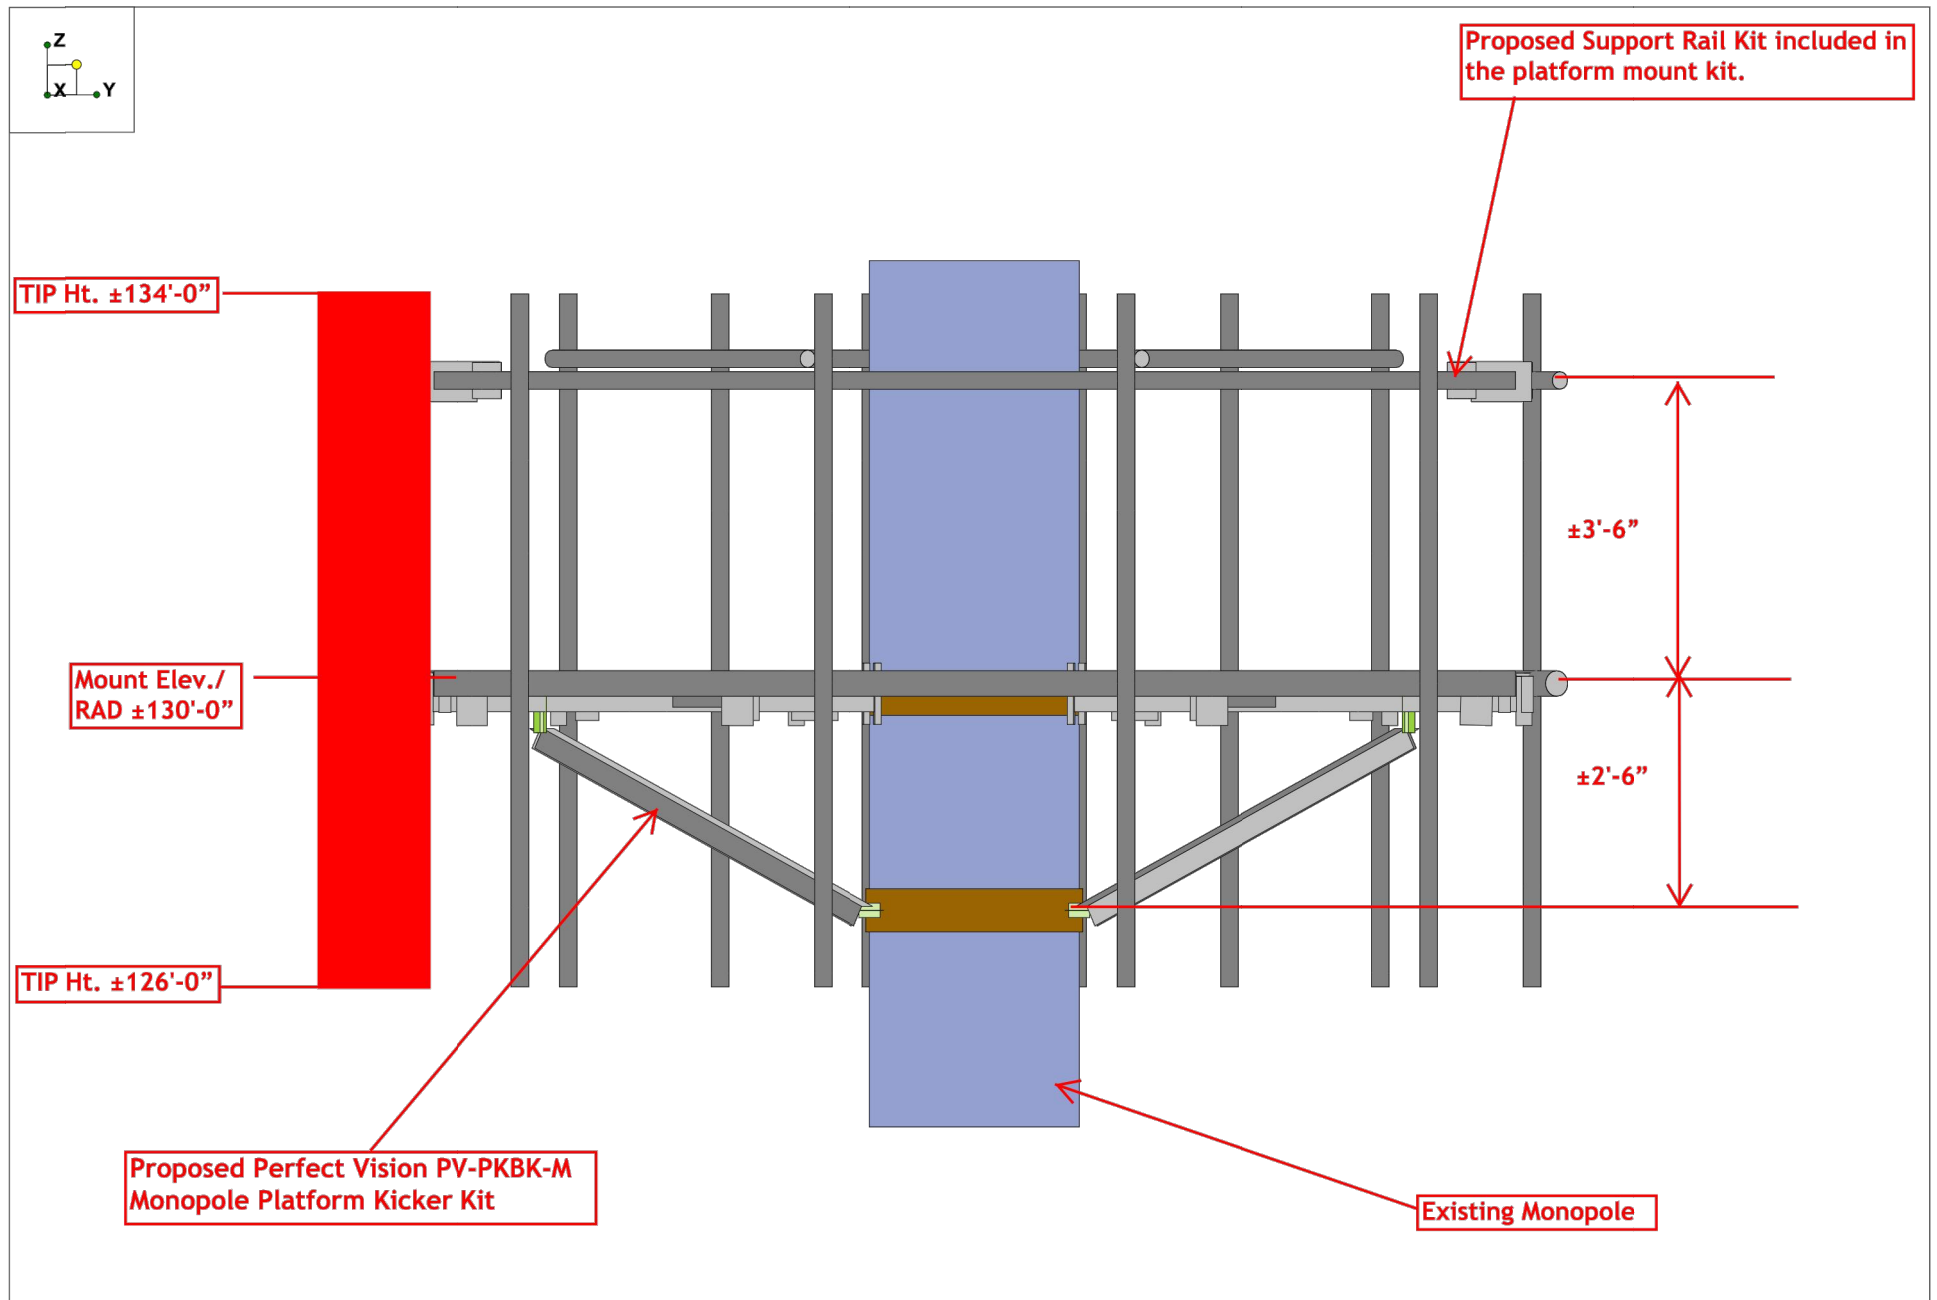 Z
X Y
Proposed Support Rail Kit included in
the platform mount kit.
TIP Ht. ±134'-0”
±3'-6”
Mount Elev./
RAD ±130'-0”
±2'-6”
TIP Ht. ±126'-0”
Proposed Perfect Vision PV-PKBK-M
Monopole Platform Kicker Kit
Existing Monopole